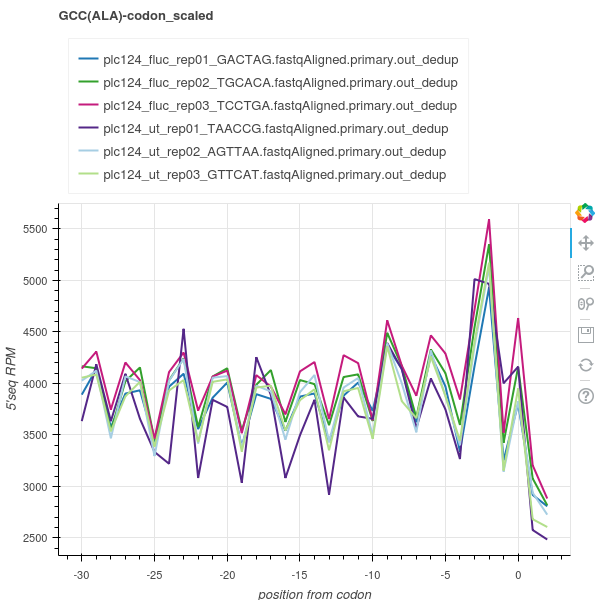 GCC(ALA)-codon_scaled
plc124_fluc_rep01_GACTAG.fastqAligned.primary.out_dedup
plc124_fluc_rep02_TGCACA.fastqAligned.primary.out_dedup
plc124_fluc_rep03_TCCTGA.fastqAligned.primary.out_dedup
plc124_ut_rep01_TAACCG.fastqAligned.primary.out_dedup
plc124_ut_rep02_AGTTAA.fastqAligned.primary.out_dedup
plc124_ut_rep03_GTTCAT.fastqAligned.primary.out_dedup
5500
5000
4500
4000
3500
3000
2500
5'seq RPM
-30 -25 -20 -15 -10 -5 0
position from codon